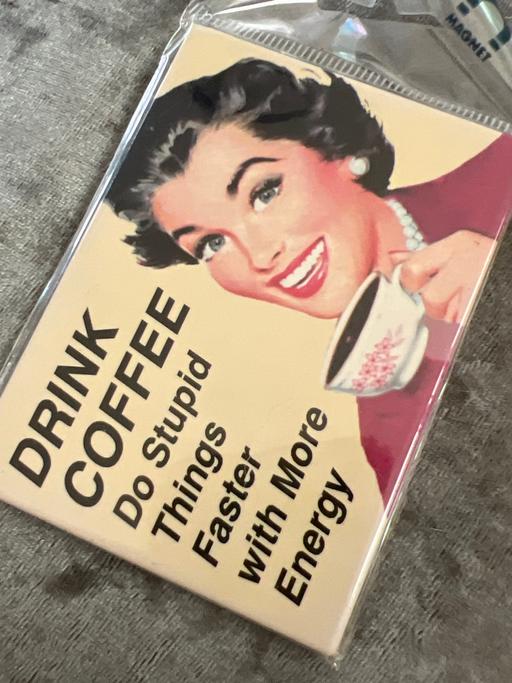 MAGNET
DRINK
COFFEE
Do Stupid
Things
Faster
with More
Energy